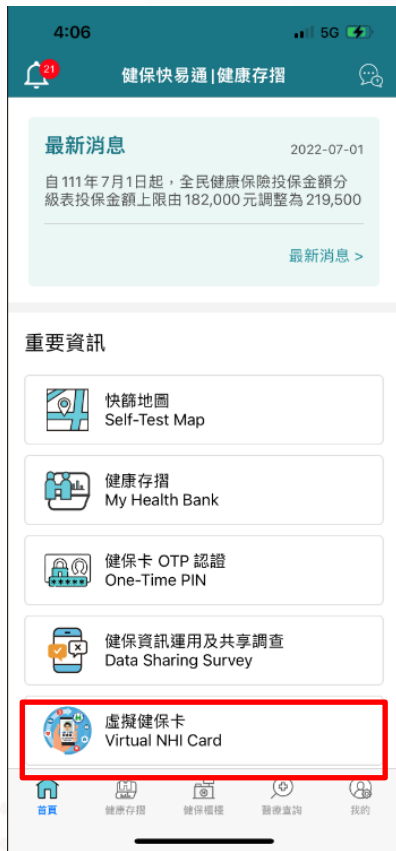 4:06
5G
21
健保快易通|健康存摺
最新消息
2022-07-01
自111年7月1日起，全民健康保險投保金額分
級表投保金額上限由182,000元調整為219,500
最新消息 >
重要資訊
快篩地圖
Self-Test Map
健康存摺
My Health Bank
健保卡 OTP 認證
One-Time PIN
健保資訊運用及共享調查
Data Sharing Survey
虛擬健保卡
Virtual NHI Card
首頁
健康存摺
健保櫃檯
醫療查詢
我的